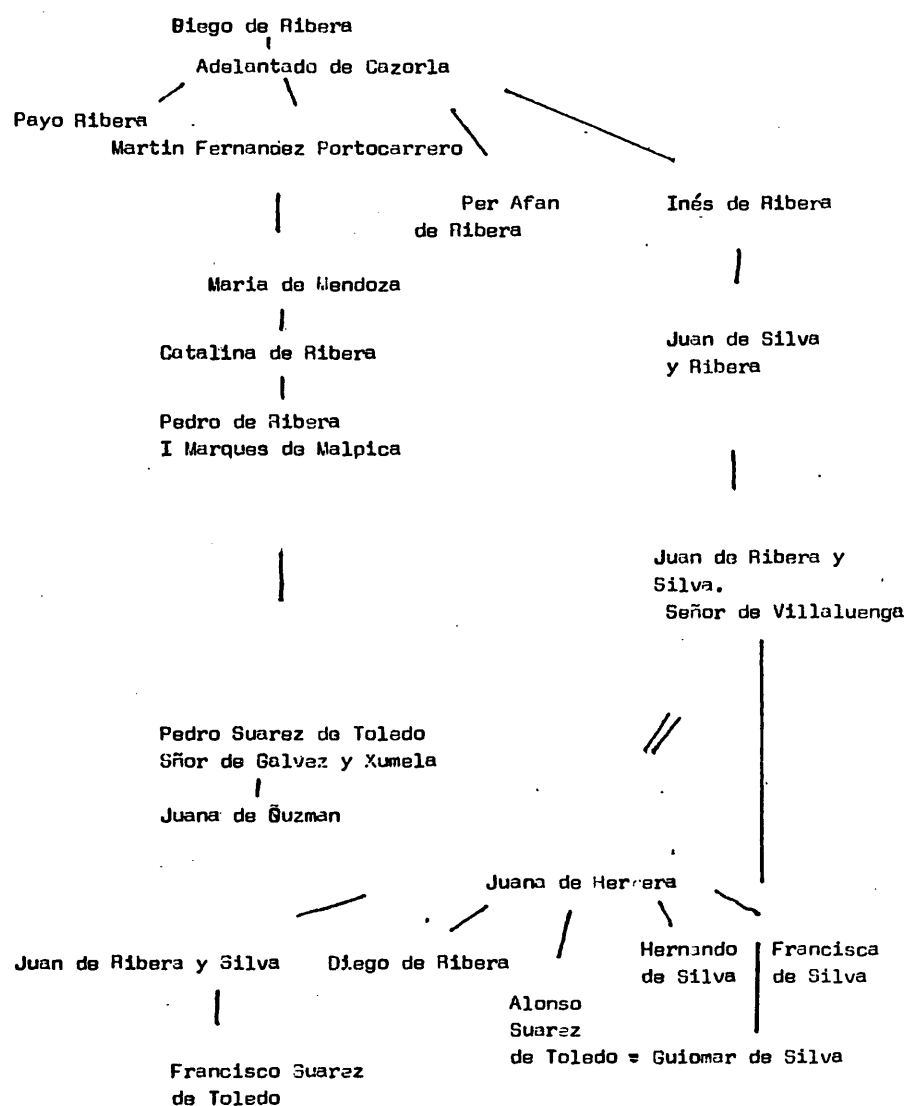 Diego de Ribera
Adelantado de Cazorla
Payo Ribera
Martin Fernandez Portocarrero
Per Afan
de Ribera
Inés de Ribera
Maria de Mendoza
Catalina de Ribera
Pedro de Ribera
I Marques de Malpica
Juan de Silva
y Ribera
Juan de Ribera y
Silva.
Señor de Villaluenga
Pedro Suarez de Toledo
Sñor de Galvez y Xumela
Juana de Guzman
Juana de Herrera
Juan de Ribera y Silva
Diego de Ribera
Hernando
de Silva
Francisca
de Silva
Alonso
Suarez
de Toledo = Guiomar de Silva
Francisco Suarez
de Toledo